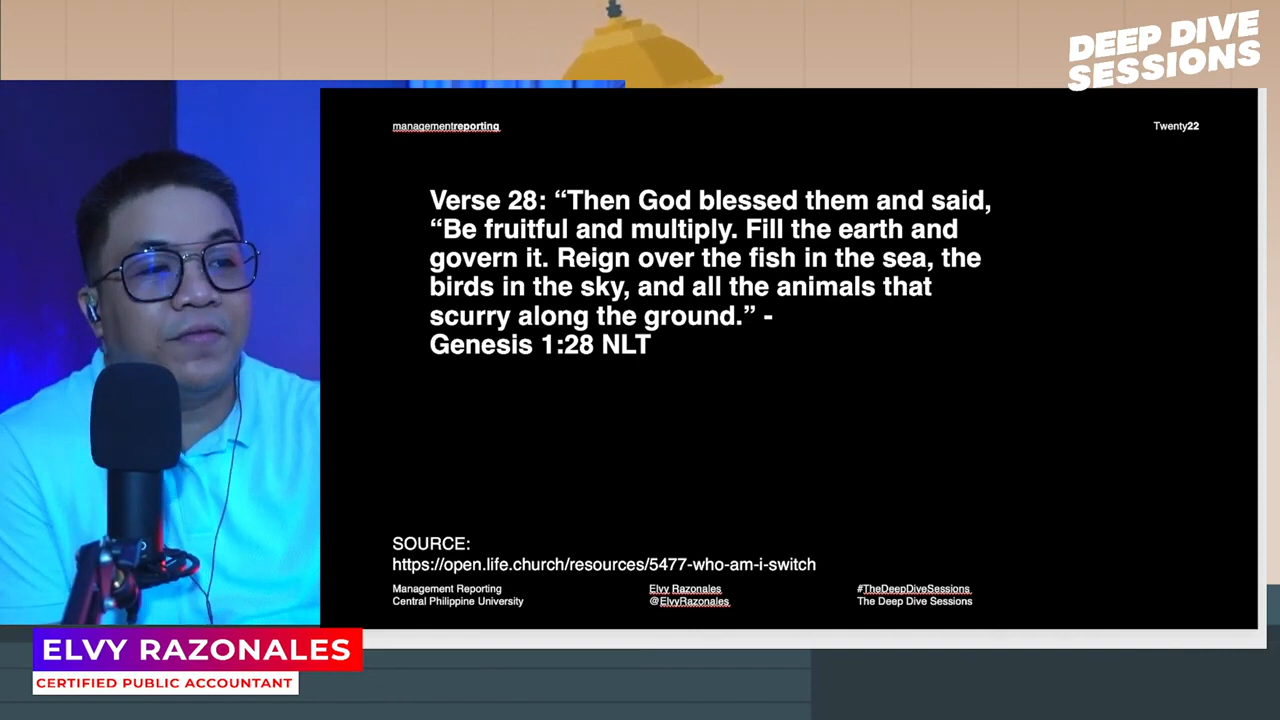 DEEP DIVE
SESSIONS
managementreporting
Twenty22
Verse 28: “Then God blessed them and said,
“Be fruitful and multiply. Fill the earth and
govern it. Reign over the fish in the sea, the
birds in the sky, and all the animals that
scurry along the ground.” -
Genesis 1:28 NLT
SOURCE:
https://open.life.church/resources/5477-who-am-i-switch
Management Reporting
Central Philippine University
Elvy Razonales
@ElvyRazonales
#TheDeepDiveSessions
The Deep Dive Sessions
ELVY RAZONALES
CERTIFIED PUBLIC ACCOUNTANT